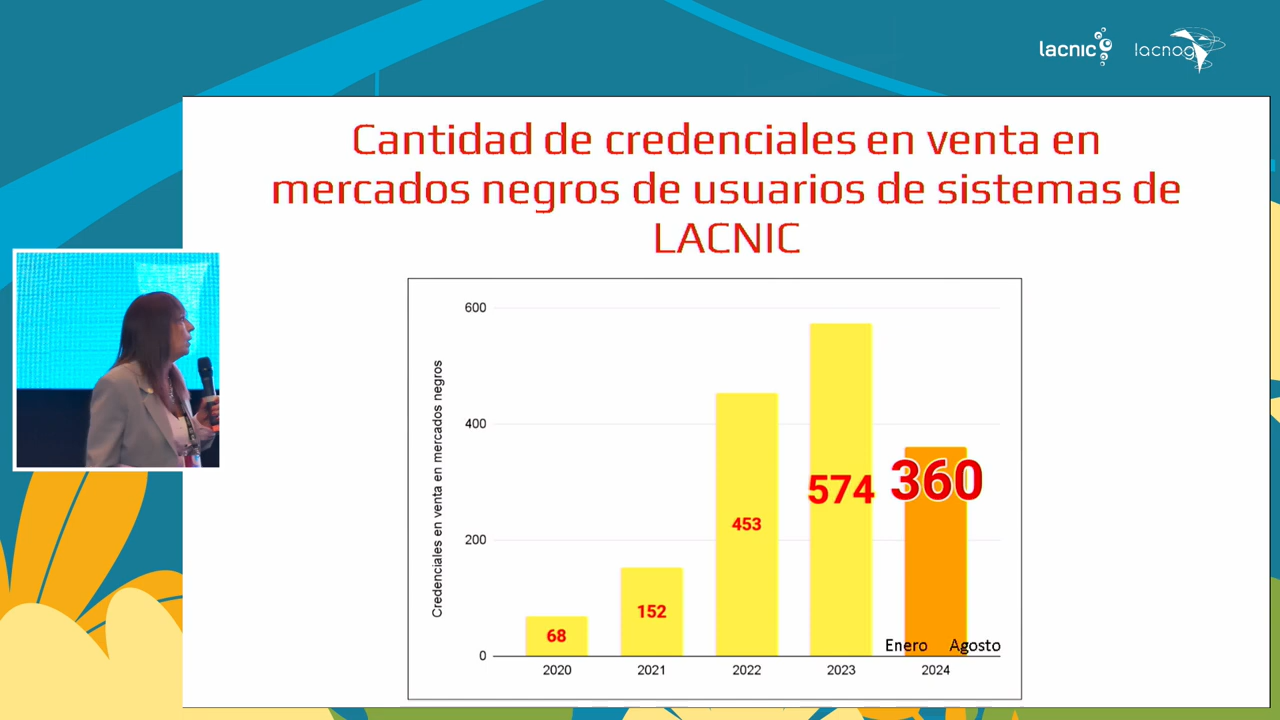 lacnic
lacnog
Cantidad de credenciales en venta en
mercados negros de usuarios de sistemas de
LACNIC
Credenciales en venta en mercados negros
600
400
200
0
68
152
453
574
360
Enero
Agosto
2020
2021
2022
2023
2024